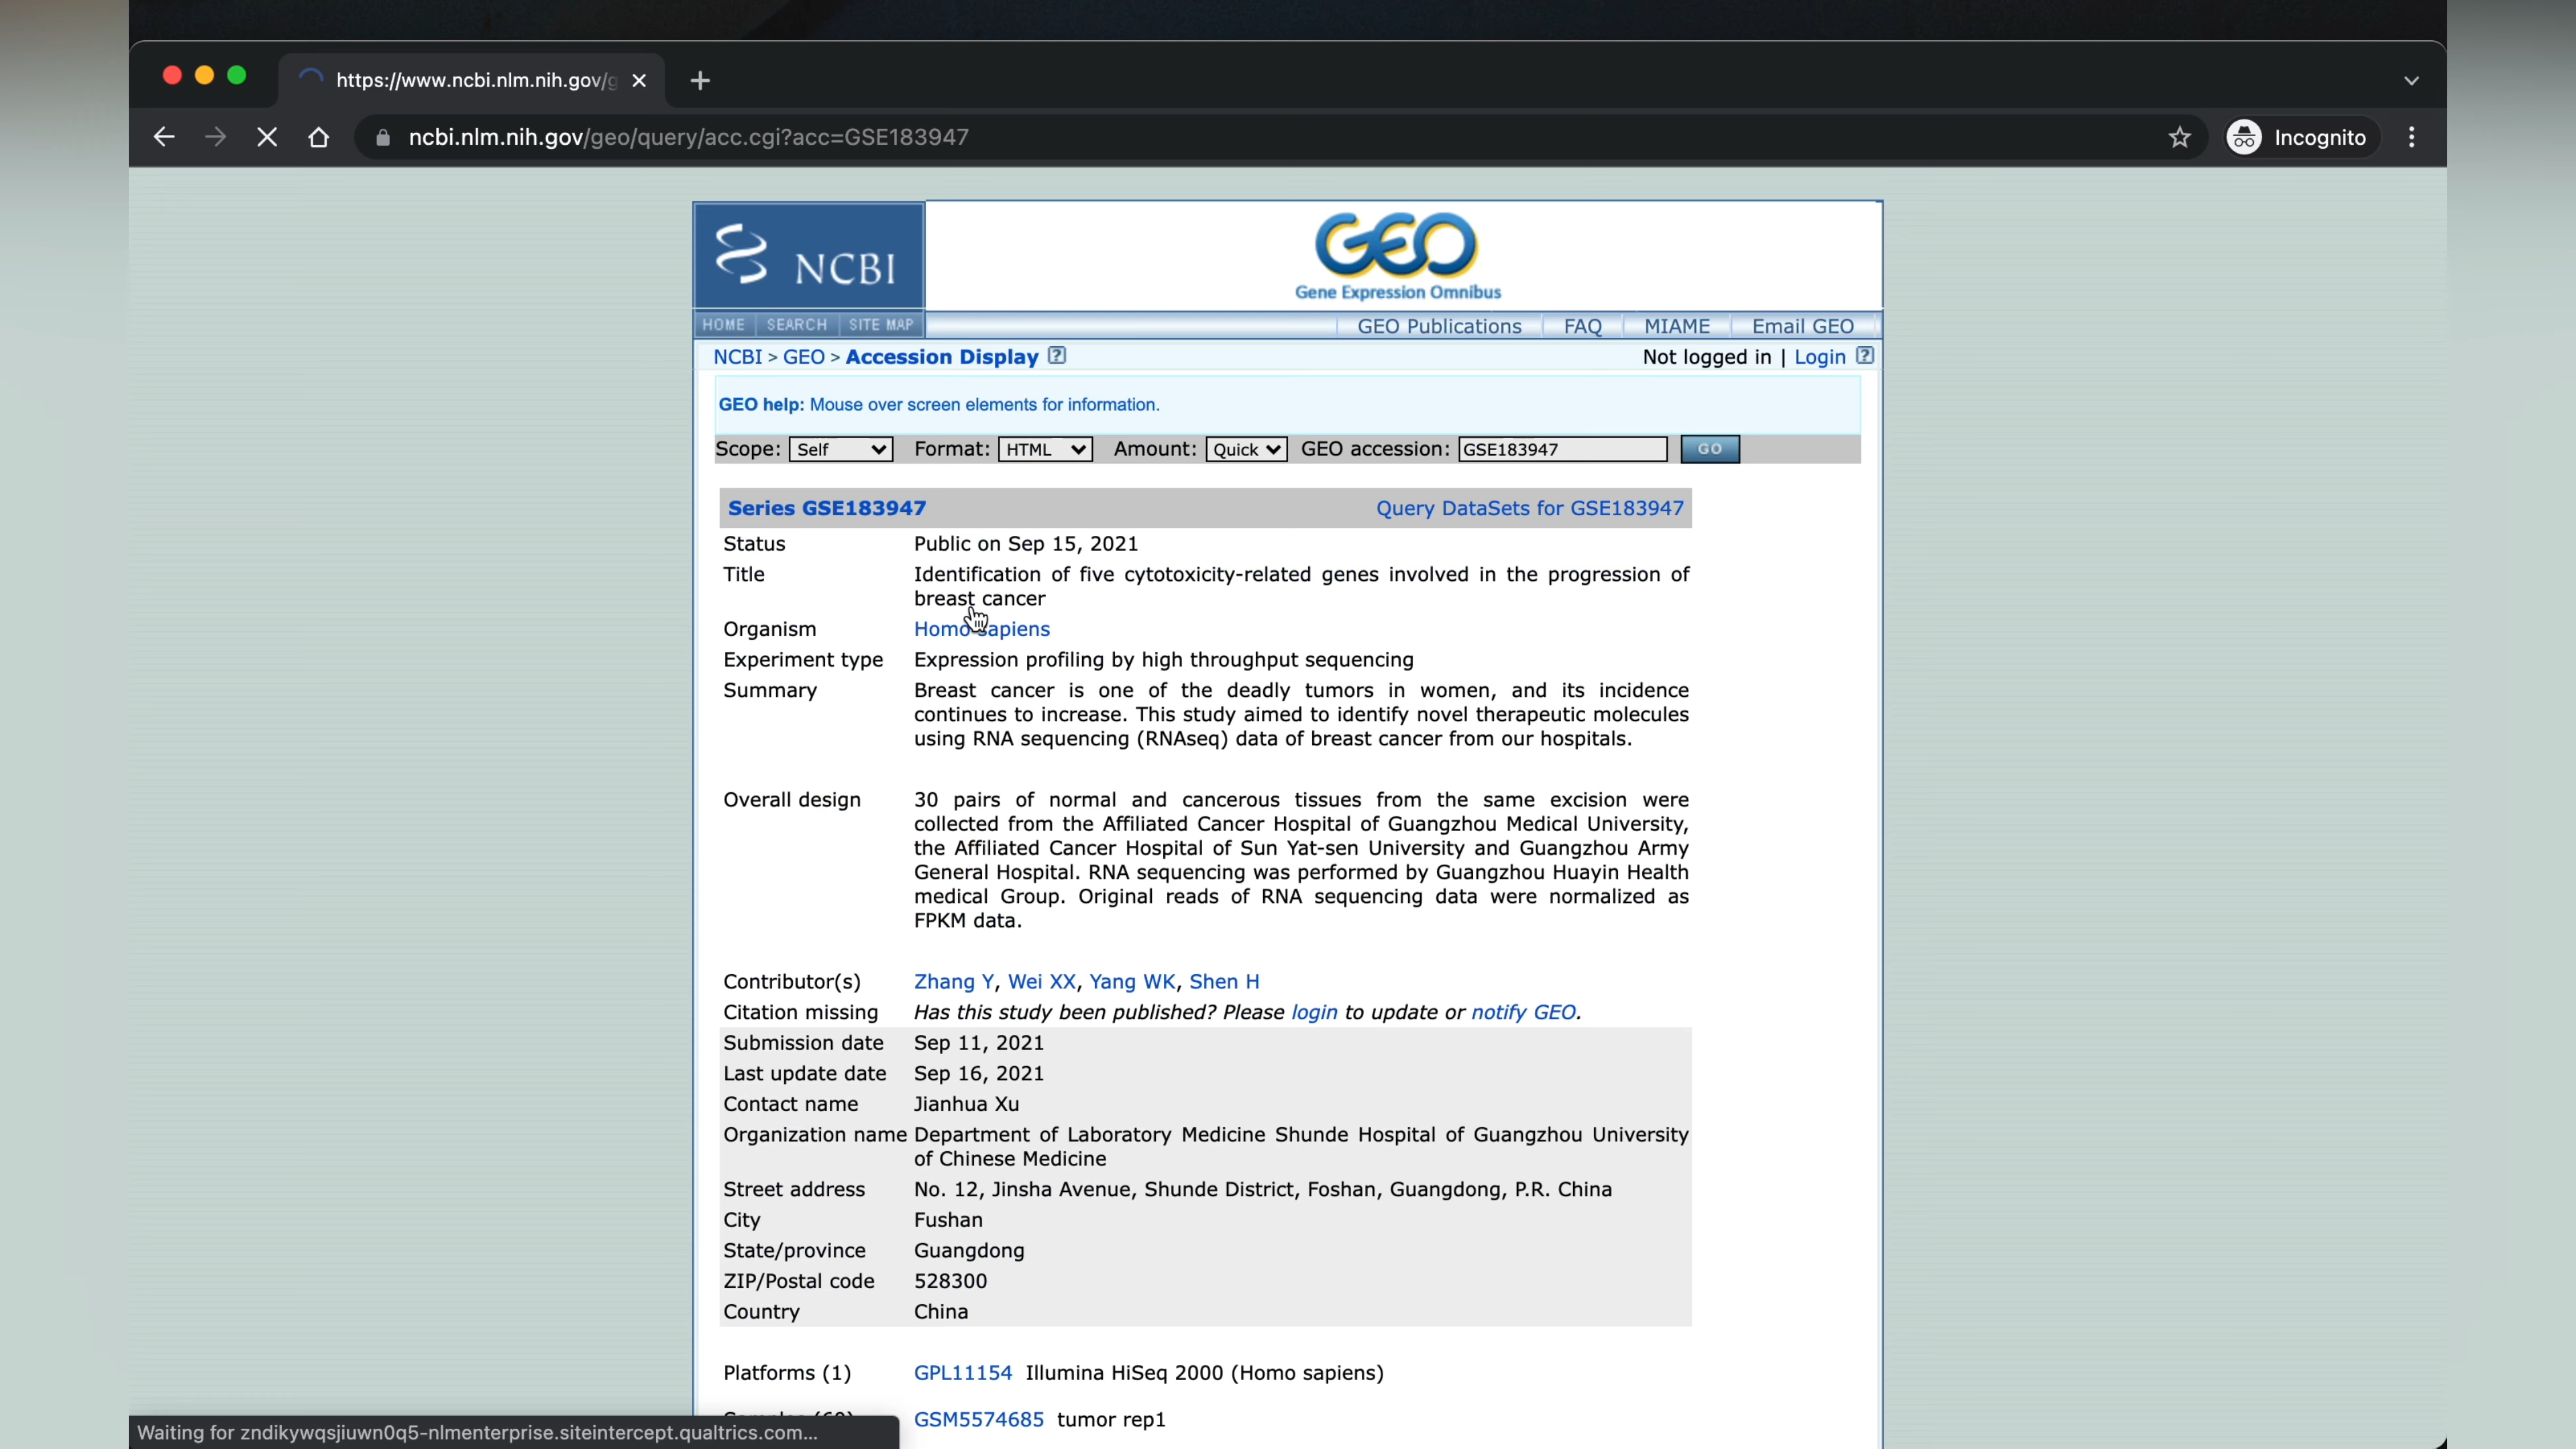 https://www.ncbi.nlm.nih.gov/g
ncbi.nlm.nih.gov/geo/query/acc.cgi?acc=GSE183947
Incognito
NCBI
GEO
Gene Expression Omnibus
HOME SEARCH SITE MAP GEO Publications FAQ MIAME Email GEO
NCBI > GEO > Accession Display ? Not logged in | Login ?
GEO help: Mouse over screen elements for information.
Scope: Self Format: HTML Amount: Quick GEO accession: GSE183947 GO
Series GSE183947 Query DataSets for GSE183947
Status Public on Sep 15, 2021
Title Identification of five cytotoxicity-related genes involved in the progression of
breast cancer
Organism Homo sapiens
Experiment type Expression profiling by high throughput sequencing
Summary Breast cancer is one of the deadly tumors in women, and its incidence
continues to increase. This study aimed to identify novel therapeutic molecules
using RNA sequencing (RNAseq) data of breast cancer from our hospitals.
Overall design 30 pairs of normal and cancerous tissues from the same excision were
collected from the Affiliated Cancer Hospital of Guangzhou Medical University,
the Affiliated Cancer Hospital of Sun Yat-sen University and Guangzhou Army
General Hospital. RNA sequencing was performed by Guangzhou Huayin Health
medical Group. Original reads of RNA sequencing data were normalized as
FPKM data.
Contributor(s) Zhang Y, Wei XX, Yang WK, Shen H
Citation missing Has this study been published? Please login to update or notify GEO.
Submission date Sep 11, 2021
Last update date Sep 16, 2021
Contact name Jianhua Xu
Organization name Department of Laboratory Medicine Shunde Hospital of Guangzhou University
of Chinese Medicine
Street address No. 12, Jinsha Avenue, Shunde District, Foshan, Guangdong, P.R. China
City Fushan
State/province Guangdong
ZIP/Postal code 528300
Country China
Platforms (1) GPL11154 Illumina HiSeq 2000 (Homo sapiens)
GSM5574685 tumor rep1
Waiting for zndikywqsjiuwn0q5-nlmenterprise.siteintercept.qualtrics.com...